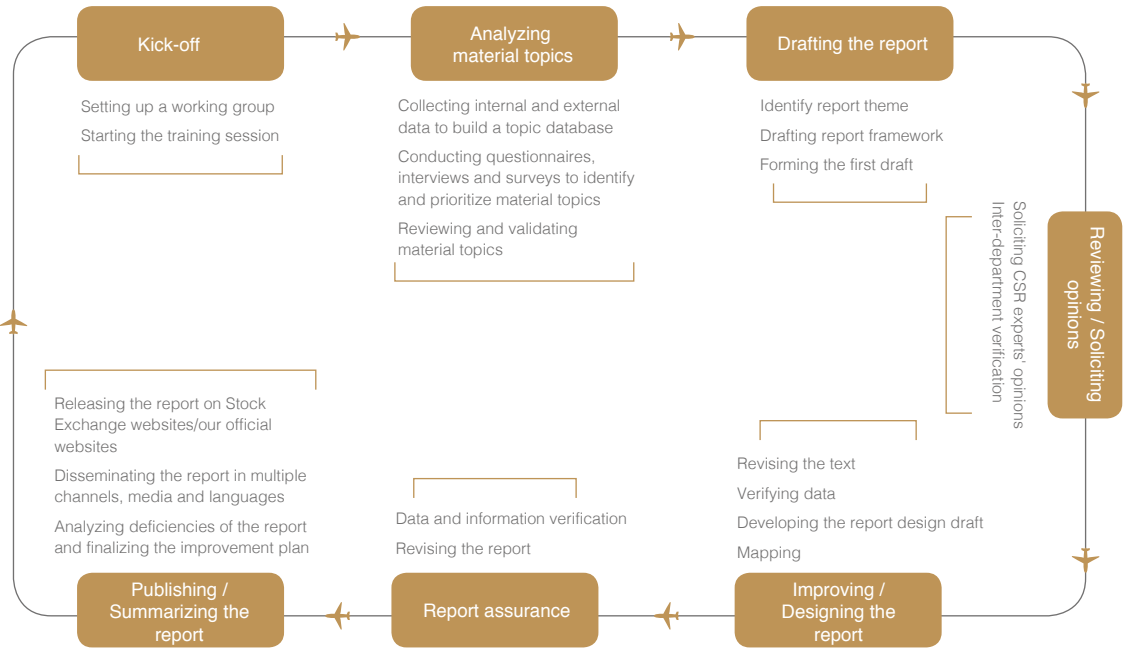 Kick-off
Setting up a working group
Starting the training session
Analyzing
material topics
Collecting internal and external
data to build a topic database
Conducting questionnaires,
interviews and surveys to identify
and prioritize material topics
Reviewing and validating
material topics
Drafting the report
Identify report theme
Drafting report framework
Forming the first draft
Reviewing / Soliciting
opinions
Soliciting CSR experts' opinions
Inter-department verification
Revising the text
Verifying data
Developing the report design draft
Mapping
Improving /
Designing the
report
Data and information verification
Revising the report
Report assurance
Releasing the report on Stock
Exchange websites/our official
websites
Disseminating the report in multiple
channels, media and languages
Analyzing deficiencies of the report
and finalizing the improvement plan
Publishing /
Summarizing the
report